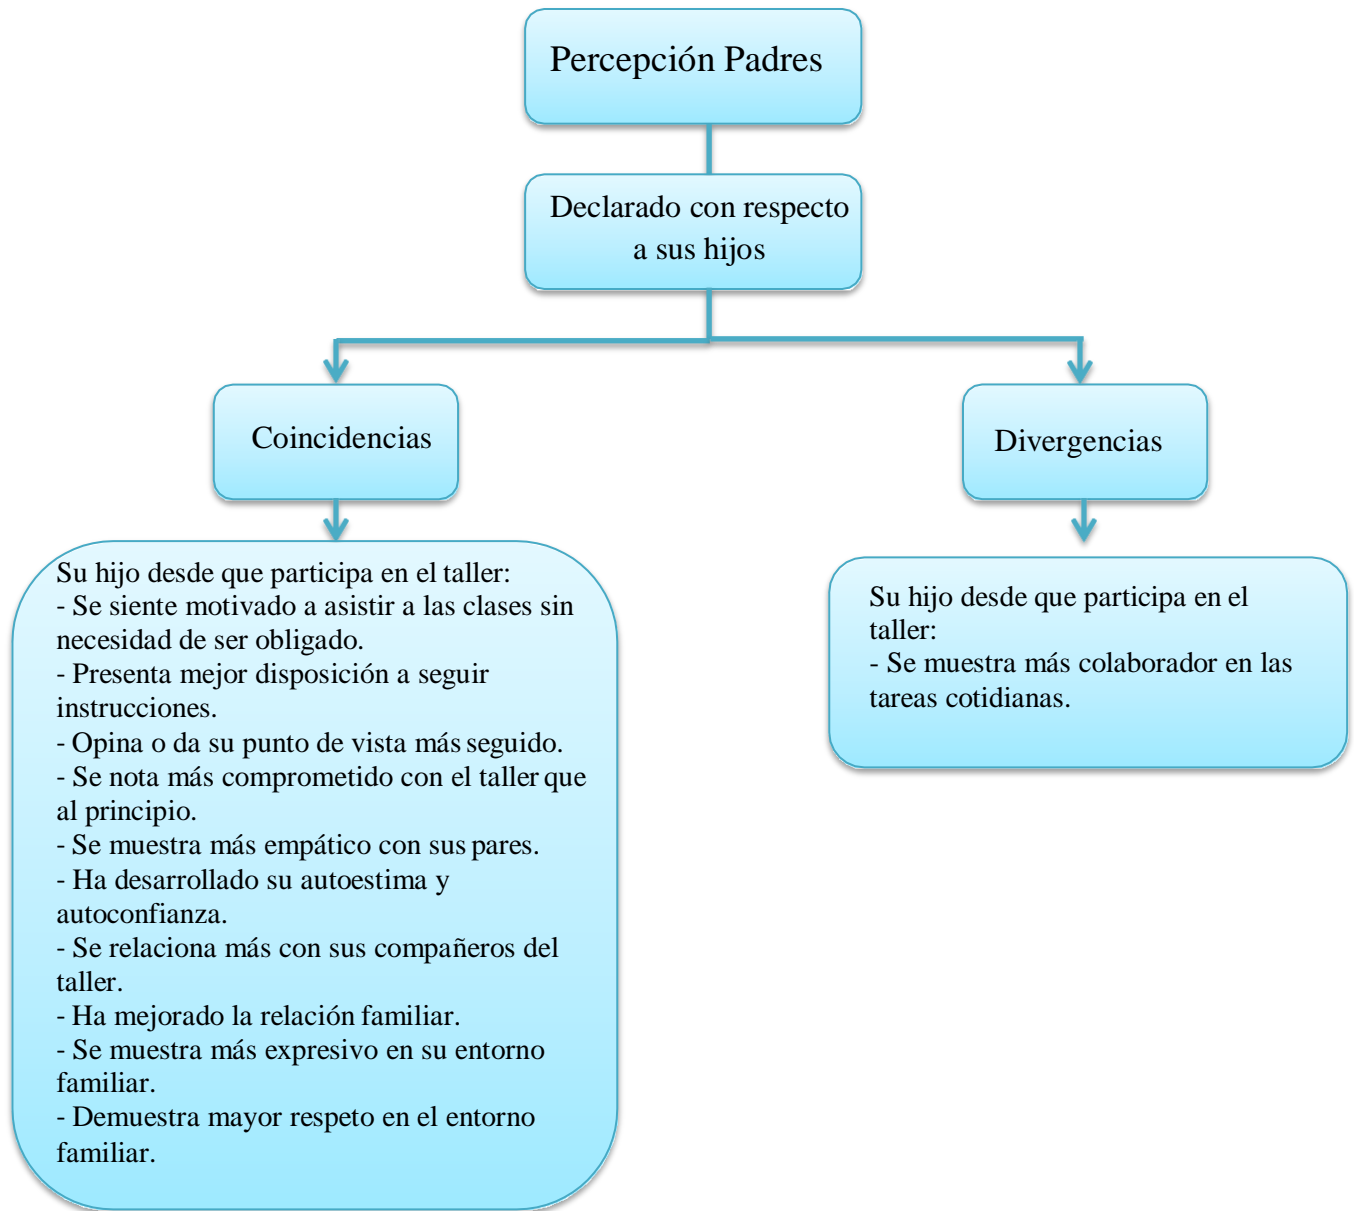 Percepción Padres
Declarado con respecto
a sus hijos
Coincidencias
Divergencias
Su hijo desde que participa en el taller:
- Se siente motivado a asistir a las clases sin
necesidad de ser obligado.
- Presenta mejor disposición a seguir
instrucciones.
- Opina o da su punto de vista más seguido.
- Se nota más comprometido con el taller que
al principio.
- Se muestra más empático con sus pares.
- Ha desarrollado su autoestima y
autoconfianza.
- Se relaciona más con sus compañeros del
taller.
- Ha mejorado la relación familiar.
- Se muestra más expresivo en su entorno
familiar.
- Demuestra mayor respeto en el entorno
familiar.
Su hijo desde que participa en el
taller:
- Se muestra más colaborador en las
tareas cotidianas.